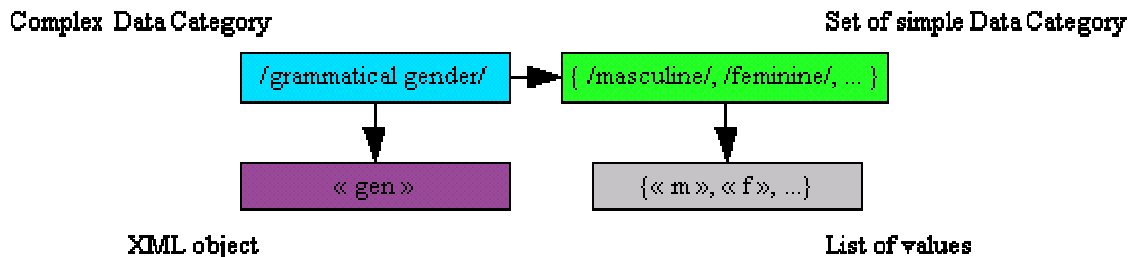 Complex Data Category
Set of simple Data Category
/grammatical gender/
{ /masculine/, /feminine/, ... }
« gen »
{« m », « f », ...}
XML object
List of values